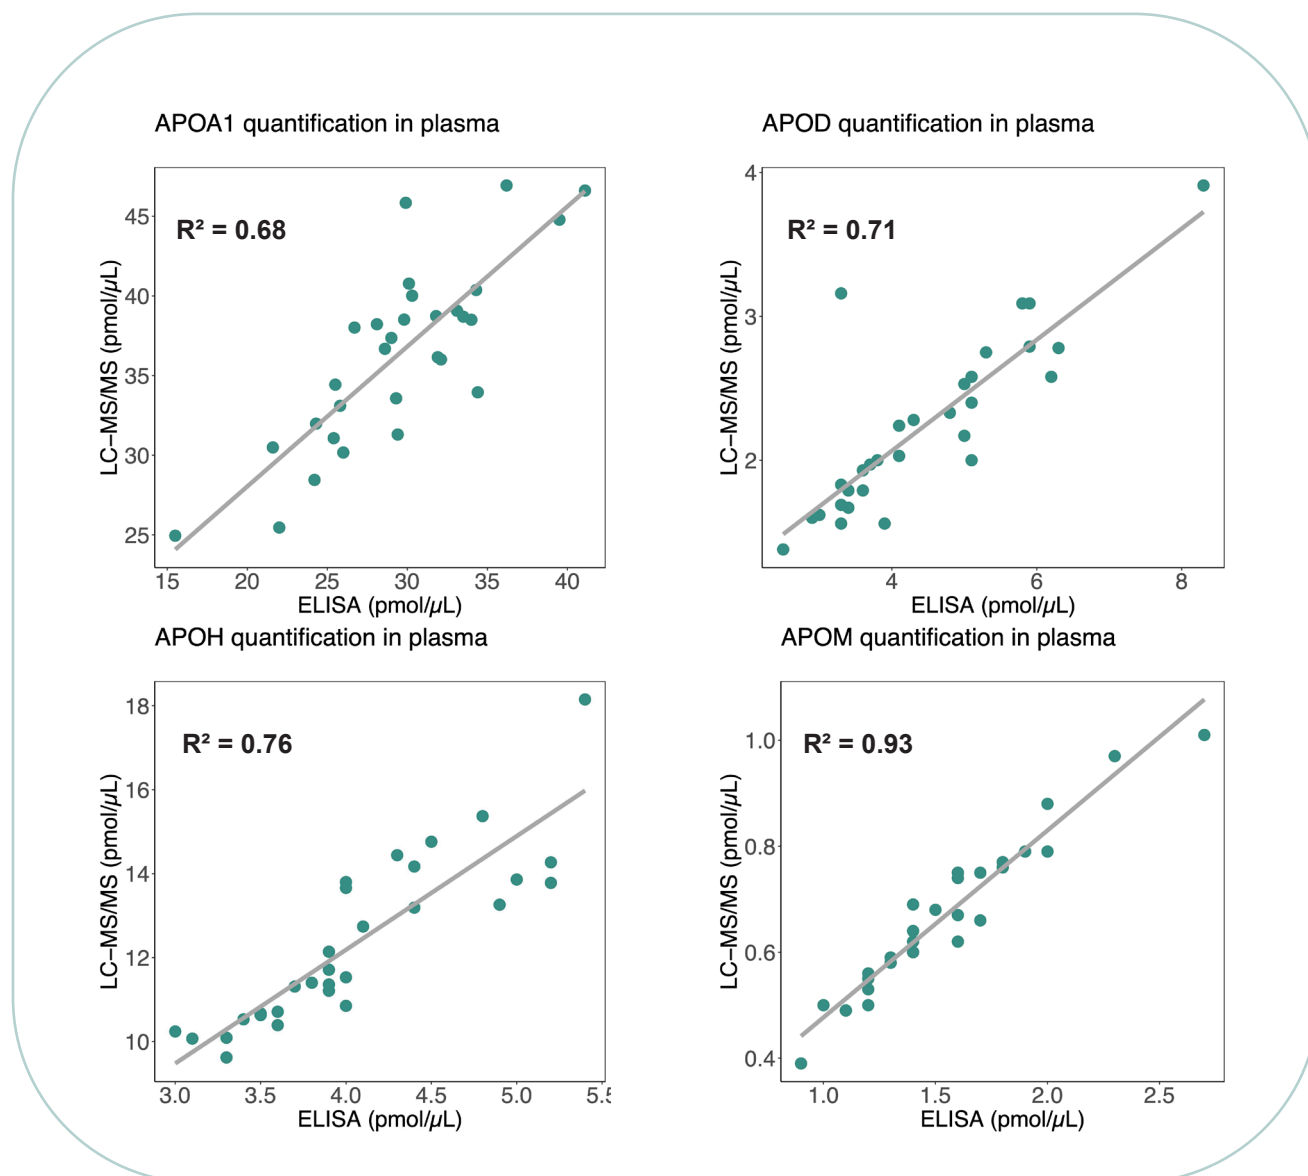 APOA1 quantification in plasma
R² = 0.68
LC–MS/MS (pmol/µL)
45
40
35
30
25
15 20 25 30 35 40
ELISA (pmol/µL)
APOD quantification in plasma
R² = 0.71
LC–MS/MS (pmol/µL)
4
3
2
4 6 8
ELISA (pmol/µL)
APOH quantification in plasma
R² = 0.76
LC–MS/MS (pmol/µL)
18
16
14
12
10
3.0 3.5 4.0 4.5 5.0 5.5
ELISA (pmol/µL)
APOM quantification in plasma
R² = 0.93
LC–MS/MS (pmol/µL)
1.0
0.8
0.6
0.4
1.0 1.5 2.0 2.5
ELISA (pmol/µL)